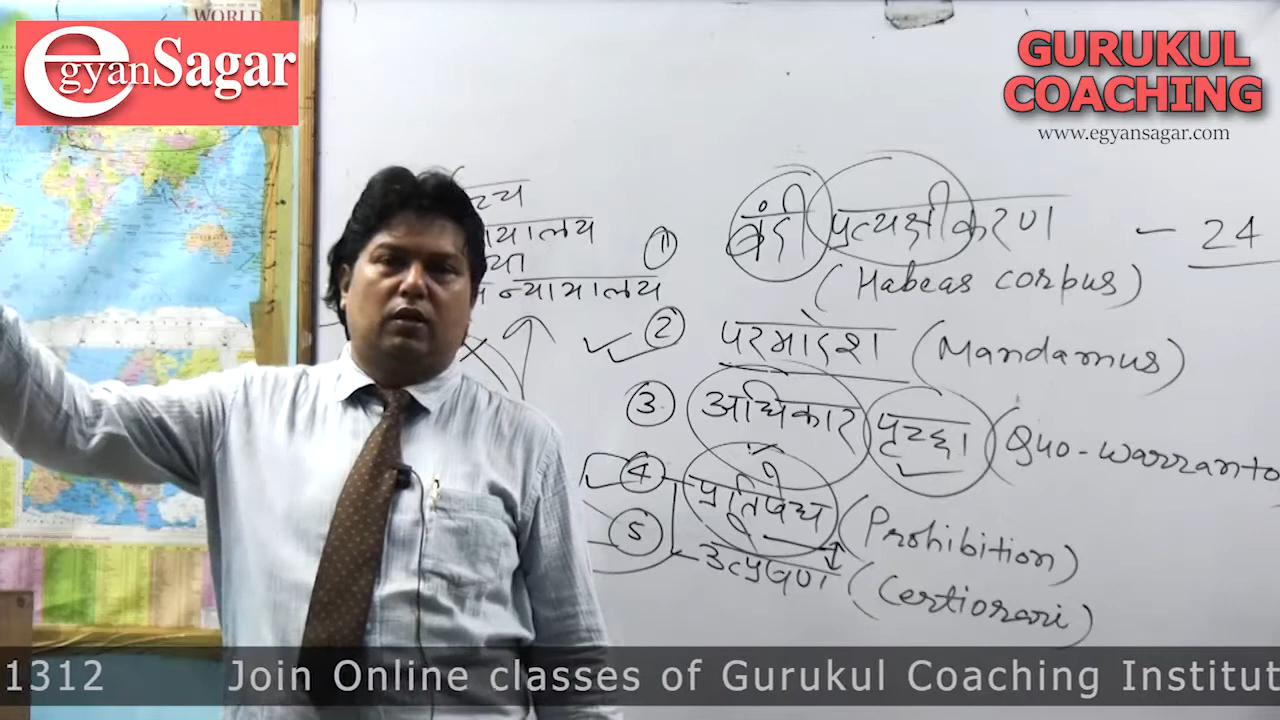 WORLD
egyanSagar
GURUKUL
COACHING
www.egyansagar.com
न्यायालय
① बंदी प्रत्यक्षीकरण - 24
(Habeas corpus)
② परमादेश (Mandamus)
③ अधिकार पृच्छा (Quo-warranto
④ प्रतिषेध (Prohibition)
⑤ उत्प्रेषण (Certiorari)
1312 Join Online classes of Gurukul Coaching Institut